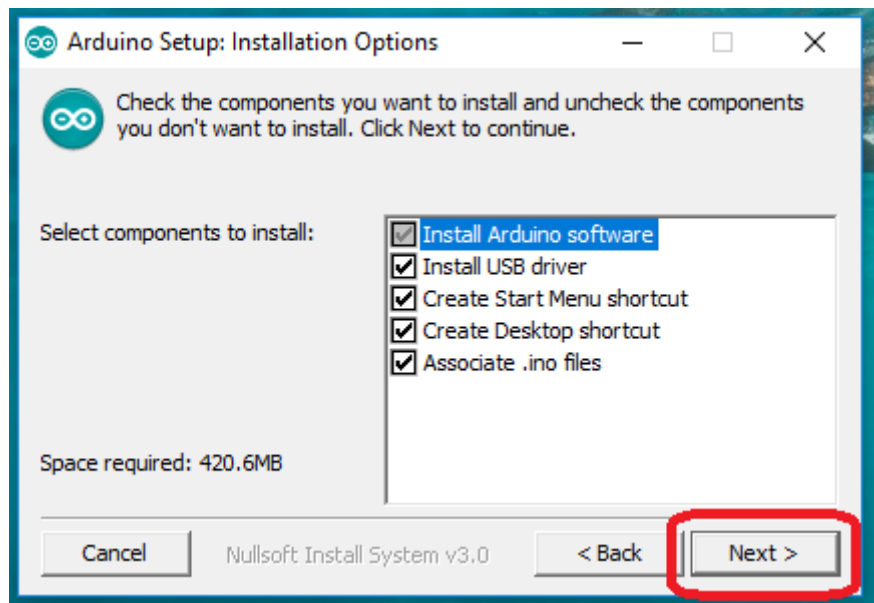 Arduino Setup: Installation Options
Check the components you want to install and uncheck the components
you don't want to install. Click Next to continue.
Select components to install:
Install Arduino software
Install USB driver
Create Start Menu shortcut
Create Desktop shortcut
Associate .ino files
Space required: 420.6MB
Cancel
Nullsoft Install System v3.0
< Back
Next >